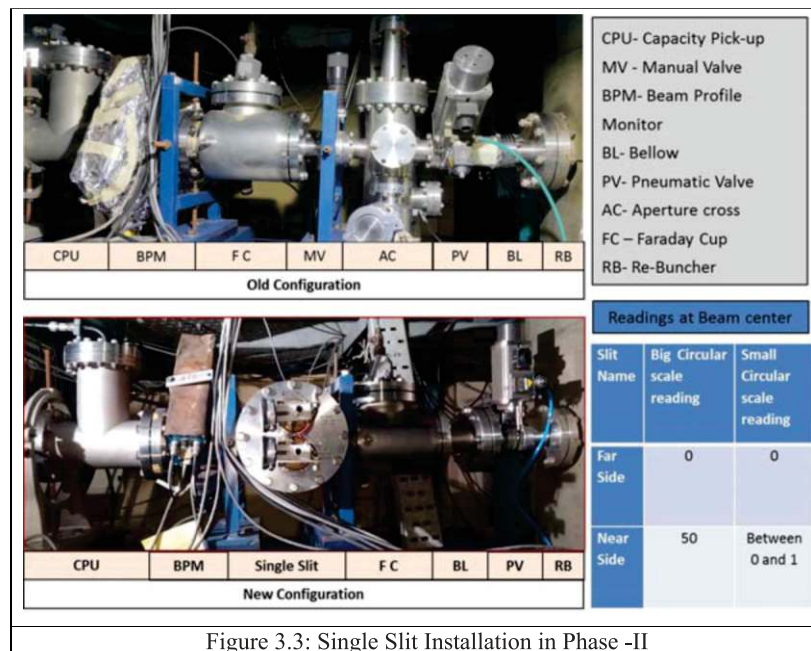 CPU- Capacity Pick-up
MV - Manual Valve
BPM- Beam Profile
Monitor
BL- Bellow
PV- Pneumatic Valve
AC- Aperture cross
FC – Faraday Cup
RB- Re-Buncher
CPU BPM F C MV AC PV BL RB
Old Configuration
Readings at Beam center
Slit Name Big Circular scale reading Small Circular scale reading
Far Side 0 0
Near Side 50 Between 0 and 1
CPU BPM Single Slit F C BL PV RB
New Configuration
Figure 3.3: Single Slit Installation in Phase -II